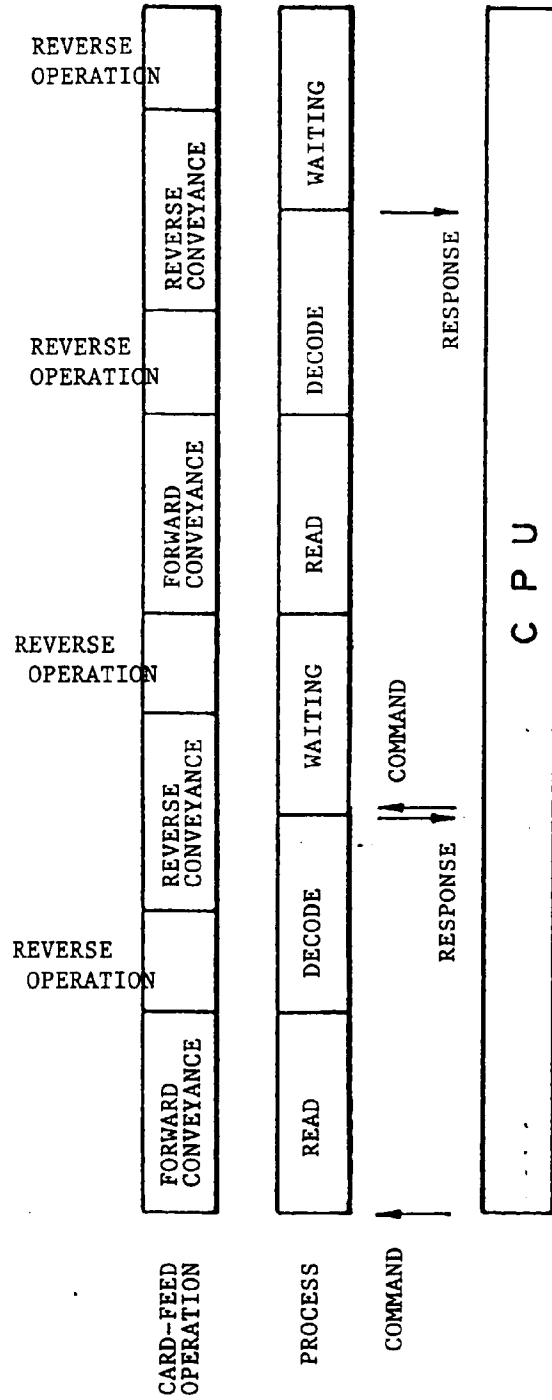 CARD-FEED
OPERATION
FORWARD
CONVEYANCE
REVERSE
OPERATION
REVERSE
CONVEYANCE
REVERSE
OPERATION
FORWARD
CONVEYANCE
REVERSE
OPERATION
REVERSE
CONVEYANCE
REVERSE
OPERATION
PROCESS
READ
DECODE
WAITING
READ
DECODE
WAITING
COMMAND
RESPONSE
COMMAND
RESPONSE
CPU